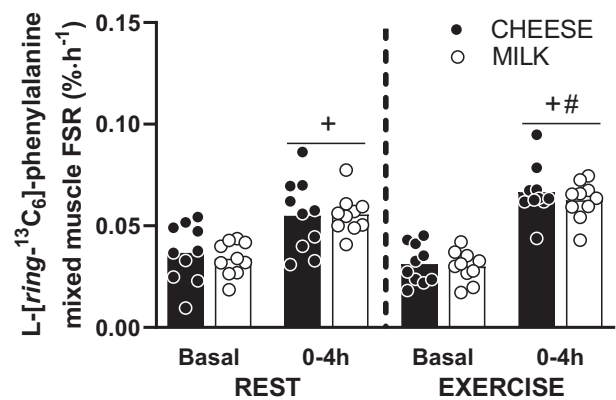 L-[ring-¹³C₆]-phenylalanine
mixed muscle FSR (%·h⁻¹)
0.15
0.10
0.05
0.00
CHEESE
MILK
+
+ #
Basal
0-4h
Basal
0-4h
REST
EXERCISE